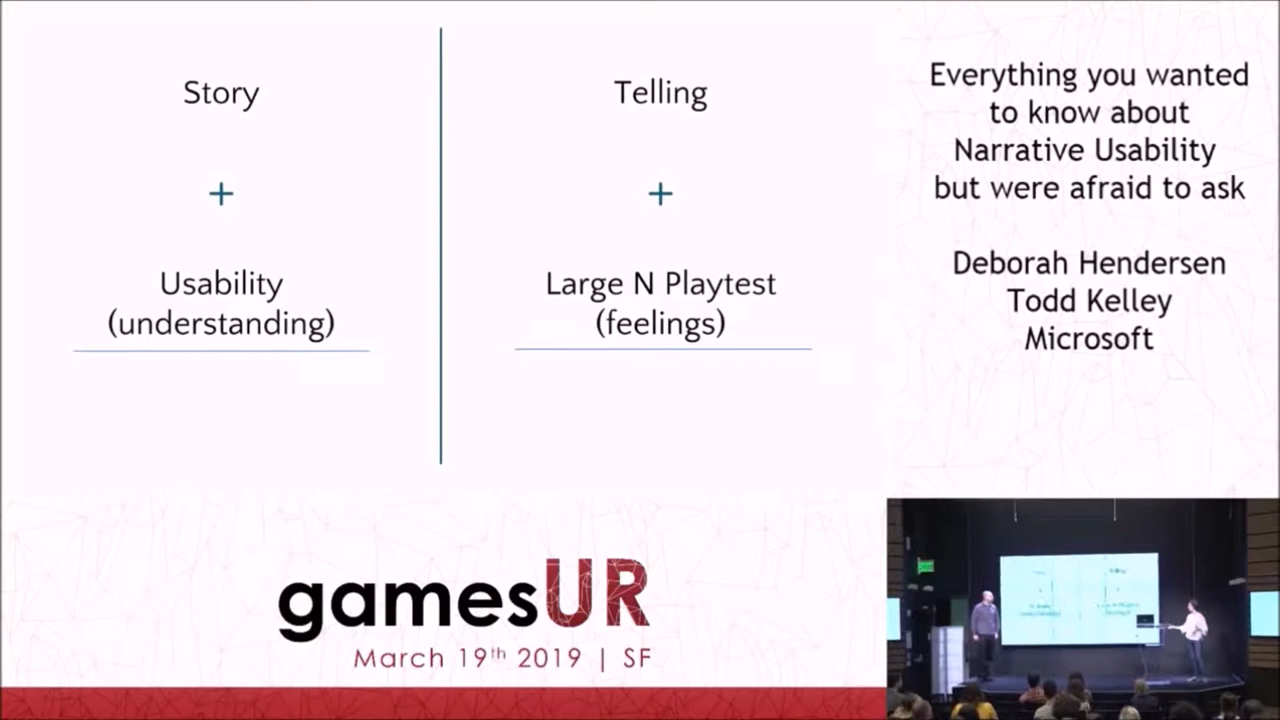 Story
+
Usability
(understanding)
Telling
+
Large N Playtest
(feelings)
Everything you wanted
to know about
Narrative Usability
but were afraid to ask
Deborah Hendersen
Todd Kelley
Microsoft
gamesUR
March 19th 2019 | SF